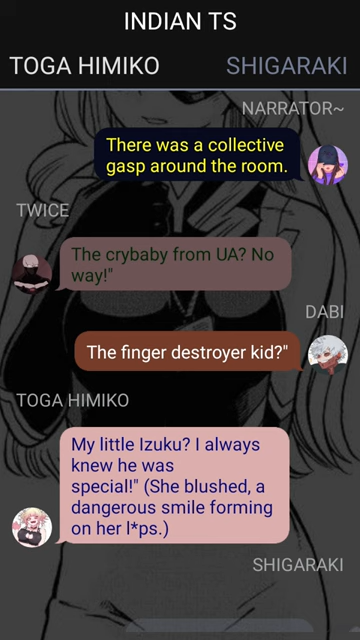 INDIAN TS
TOGA HIMIKO SHIGARAKI
NARRATOR~
There was a collective
gasp around the room.
TWICE
The crybaby from UA? No
way!"
DABI
The finger destroyer kid?"
TOGA HIMIKO
My little Izuku? I always
knew he was
special!" (She blushed, a
dangerous smile forming
on her l*ps.)
SHIGARAKI